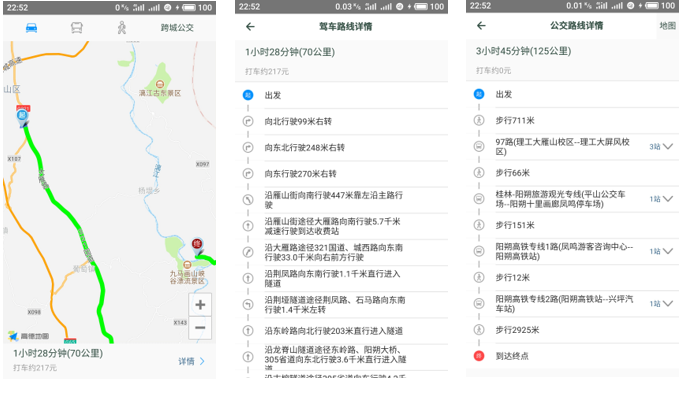 22:52
0% 100
跨城公交
漓江古东景区
山区
X107
X097
杨堤乡
葡萄镇
九马画山峡谷漂流景区
X098
X143
高德地图
起
终
+
−
1小时28分钟(70公里)
打车约217元
详情
22:52
0.03% 100
驾车路线详情
1小时28分钟(70公里)
打车约217元
起 出发
向北行驶99米右转
向东北行驶248米右转
向东行驶270米右转
沿雁山街向南行驶447米靠左沿主路行
驶
沿雁山街途径大雁路向南行驶5.7千米
减速行驶到达收费站
沿大雁路途径321国道、城西路向东南
行驶33.0千米向右前方行驶
沿荆凤路向东南行驶1.1千米直行进入
隧道
沿荆垭隧道途径荆凤路、石马路向东南
行驶1.4千米左转
沿东岭路向北行驶203米直行进入隧道
沿龙脊山隧道途径东岭路、阳朔大桥、
305省道向东北行驶3.6千米直行进入隧
道
22:52
0.01% 100
公交路线详情
地图
3小时45分钟(125公里)
打车约0元
起 出发
步行711米
97路(理工大雁山校区--理工大屏风校
区)
3站
步行66米
桂林-阳朔旅游观光专线(平山公交车
场--阳朔十里画廊凤鸣停车场)
1站
步行151米
阳朔高铁专线1路(凤鸣游客咨询中心--
阳朔高铁站)
1站
步行12米
阳朔高铁专线2路(阳朔高铁站--兴坪汽
车站)
1站
步行2925米
终 到达终点